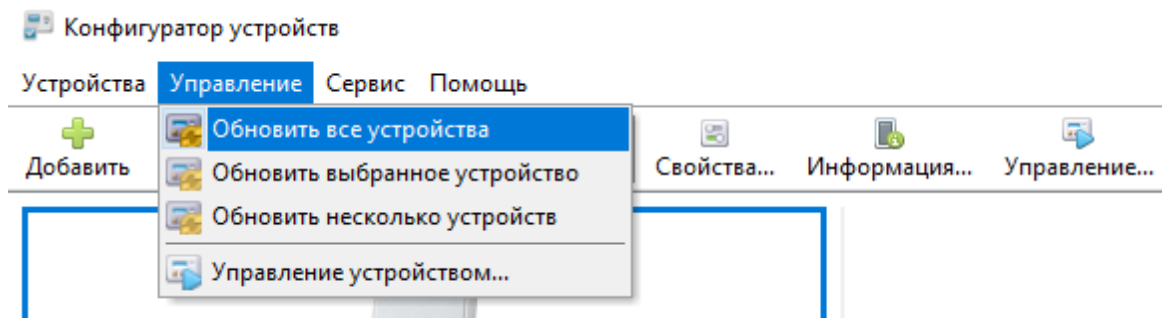 Конфигуратор устройств
Устройства Управление Сервис Помощь
Добавить Свойства... Информация... Управление...
Обновить все устройства
Обновить выбранное устройство
Обновить несколько устройств
Управление устройством...